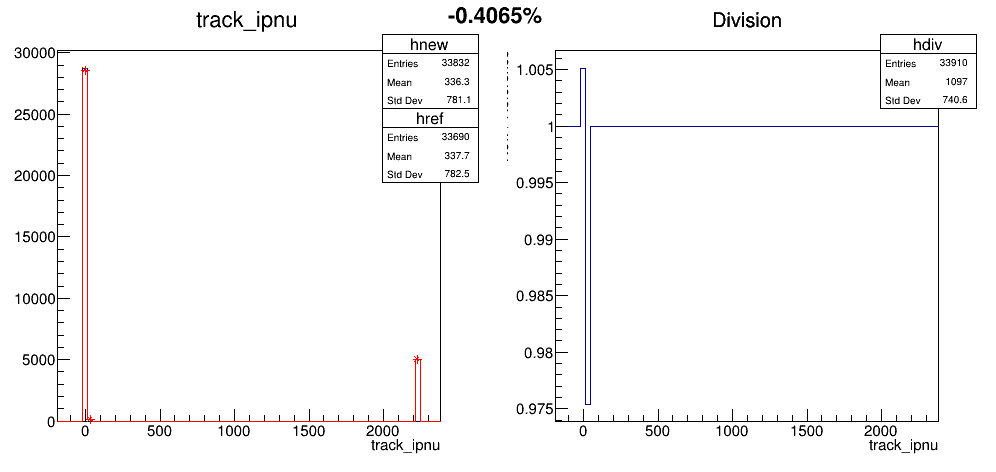 -0.4065%
track_ipnu
hnew
Entries 33832
Mean 336.3
Std Dev 781.1
href
Entries 33690
Mean 337.7
Std Dev 782.5
30000
25000
20000
15000
10000
5000
0
0 500 1000 1500 2000
track_ipnu
Division
hdiv
Entries 33910
Mean 1097
Std Dev 740.6
1.005
1
0.995
0.99
0.985
0.98
0.975
0 500 1000 1500 2000
track_ipnu